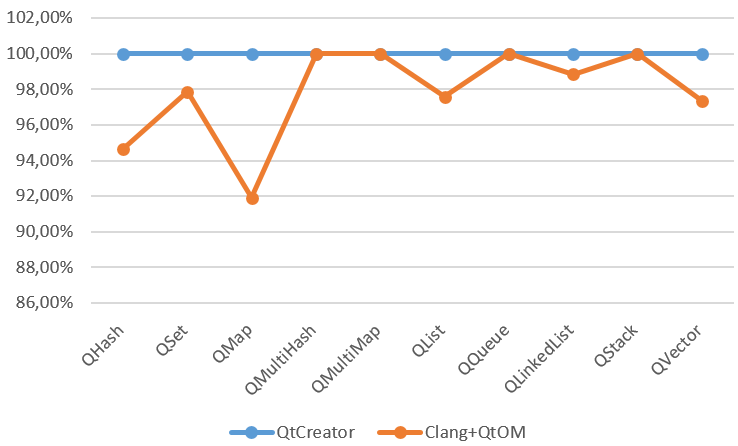 102,00%
100,00%
98,00%
96,00%
94,00%
92,00%
90,00%
88,00%
86,00%
QHash
QSet
QMap
QMultiHash
QMultiMap
QList
QQueue
QLinkedList
QStack
QVector
QtCreator
Clang+QtOM